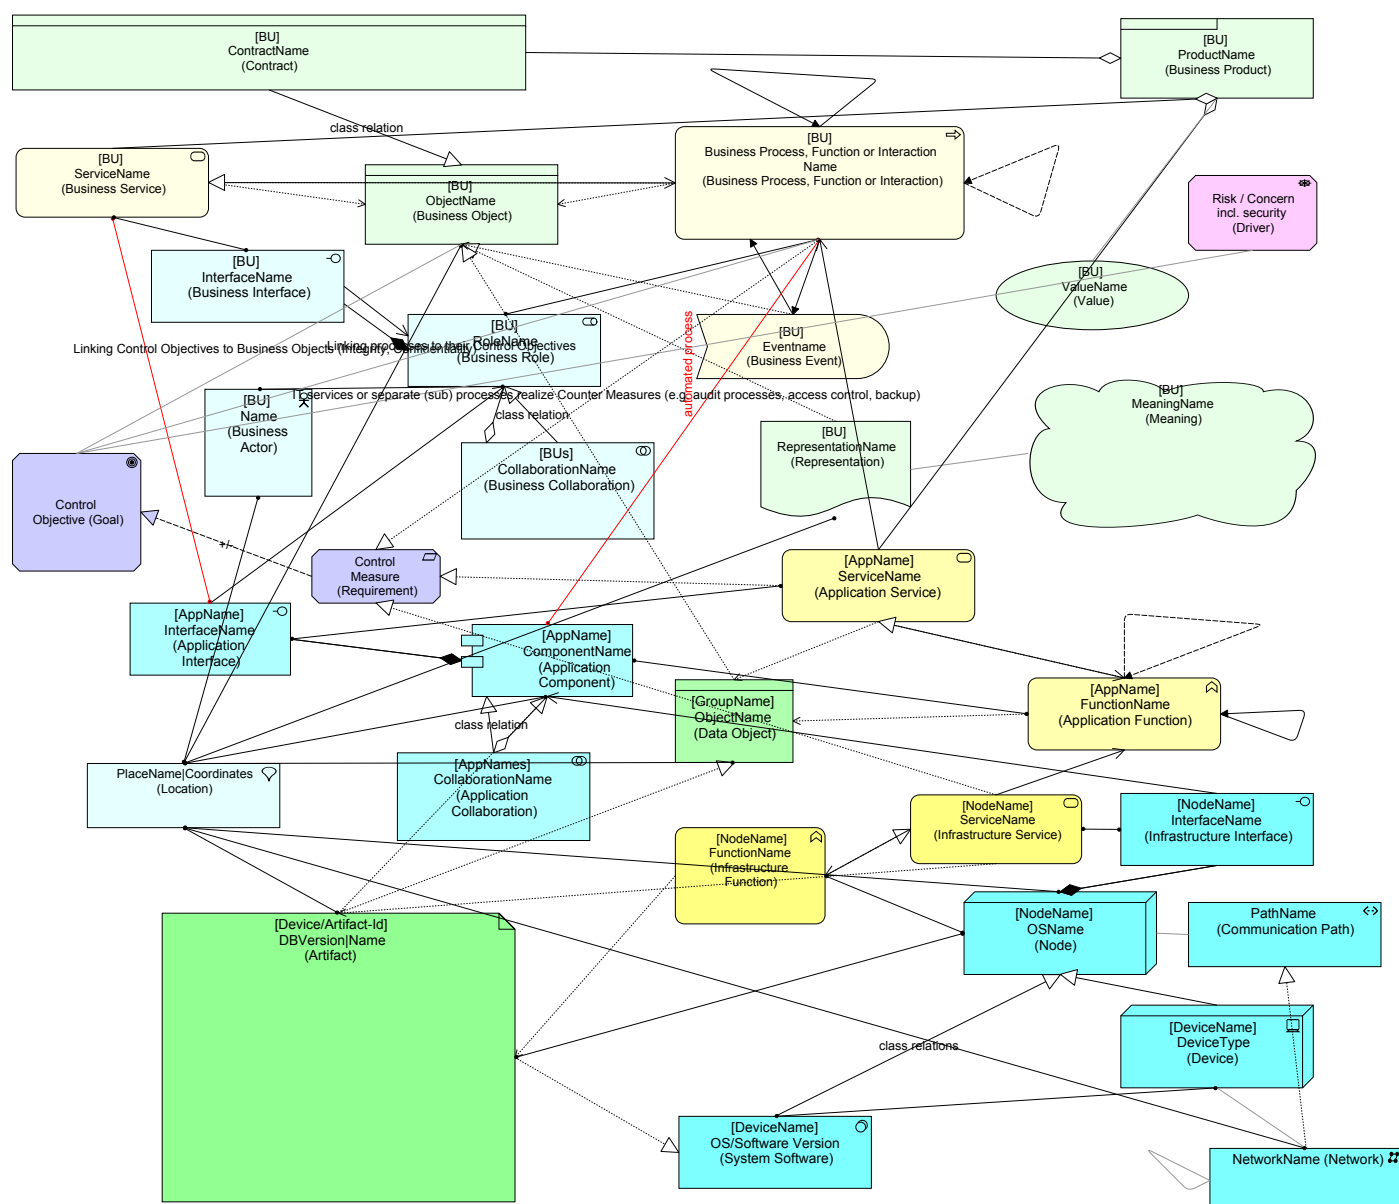 [BU]
ContractName
(Contract)
[BU]
ProductName
(Business Product)
class relation
[BU]
ServiceName
(Business Service)
[BU]
ObjectName
(Business Object)
[BU]
Business Process, Function or Interaction
Name
(Business Process, Function or Interaction)
Risk / Concern
incl. security
(Driver)
[BU]
InterfaceName
(Business Interface)
[BU]
ValueName
(Value)
[BU]
RoleName
(Business Role)
[BU]
Eventname
(Business Event)
Linking Control Objectives to Business Objects (Integrity, Confidentiality)
Linking processes to their Control Objectives
automated process
IT services or separate (sub) processes realize Counter Measures (e.g. audit processes, access control, backup)
[BU]
Name
(Business
Actor)
class relation
[BU]
MeaningName
(Meaning)
[BUs]
CollaborationName
(Business Collaboration)
[BU]
RepresentationName
(Representation)
Control
Objective (Goal)
+/-
Control
Measure
(Requirement)
[AppName]
ServiceName
(Application Service)
[AppName]
InterfaceName
(Application
Interface)
[AppName]
ComponentName
(Application
Component)
[GroupName]
ObjectName
(Data Object)
[AppName]
FunctionName
(Application Function)
class relation
PlaceName|Coordinates
(Location)
[AppNames]
CollaborationName
(Application
Collaboration)
[NodeName]
ServiceName
(Infrastructure Service)
[NodeName]
InterfaceName
(Infrastructure Interface)
[NodeName]
FunctionName
(Infrastructure
Function)
[Device/Artifact-Id]
DBVersion|Name
(Artifact)
[NodeName]
OSName
(Node)
PathName
(Communication Path)
[DeviceName]
DeviceType
(Device)
class relations
[DeviceName]
OS/Software Version
(System Software)
NetworkName (Network)